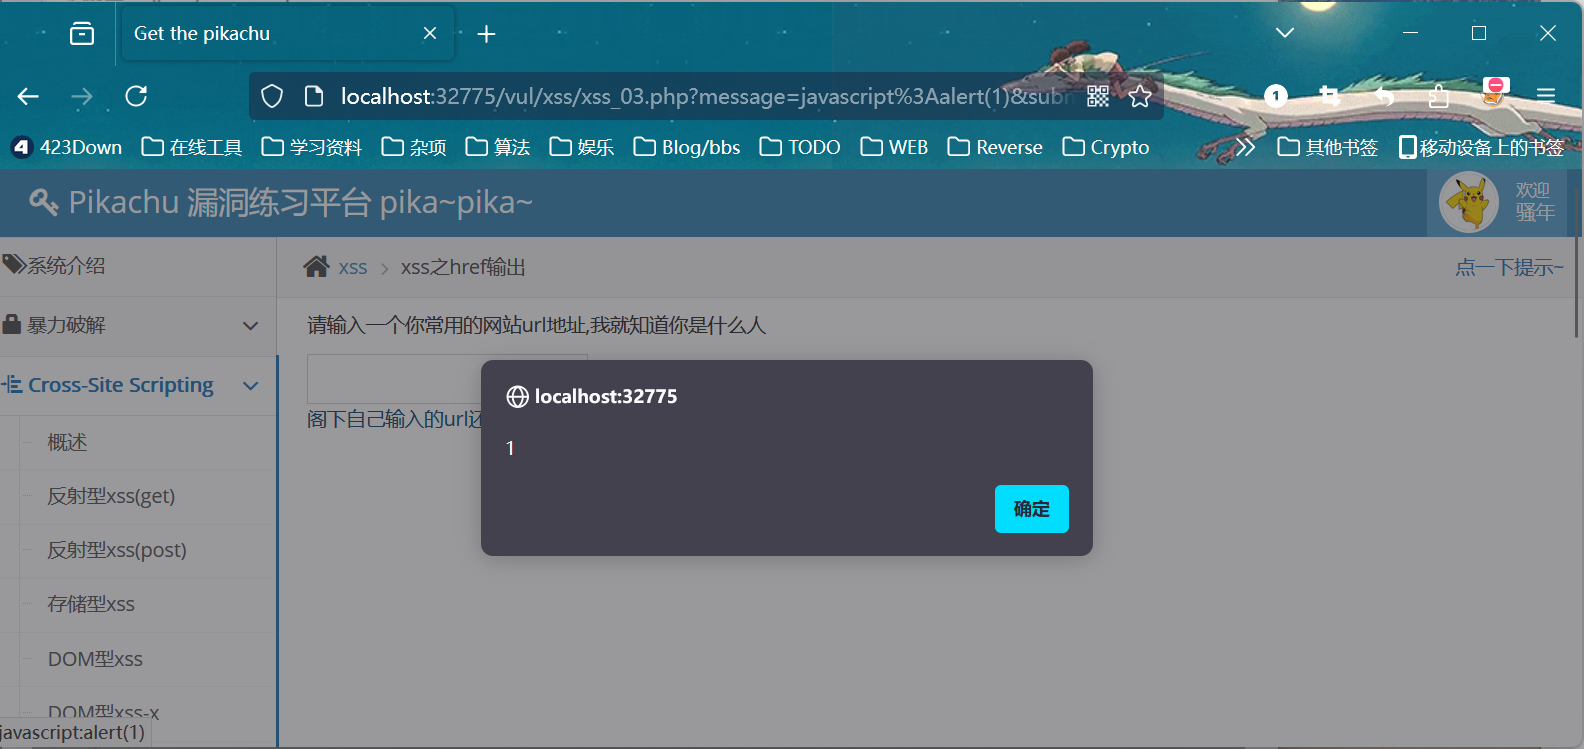 Get the pikachu
localhost:32775/vul/xss/xss_03.php?message=javascript%3Aalert(1)&subm
1
4 423Down 在线工具 学习资料 杂项 算法 娱乐 Blog/bbs TODO WEB Reverse Crypto 其他书签 移动设备上的书签
Pikachu 漏洞练习平台 pika~pika~
欢迎
骚年
系统介绍
xss
xss之href输出
点一下提示~
暴力破解
请输入一个你常用的网站url地址,我就知道你是什么人
Cross-Site Scripting
localhost:32775
阁下自己输入的url还
1
确定
概述
反射型xss(get)
反射型xss(post)
存储型xss
DOM型xss
DOM型xss-x
javascript:alert(1)